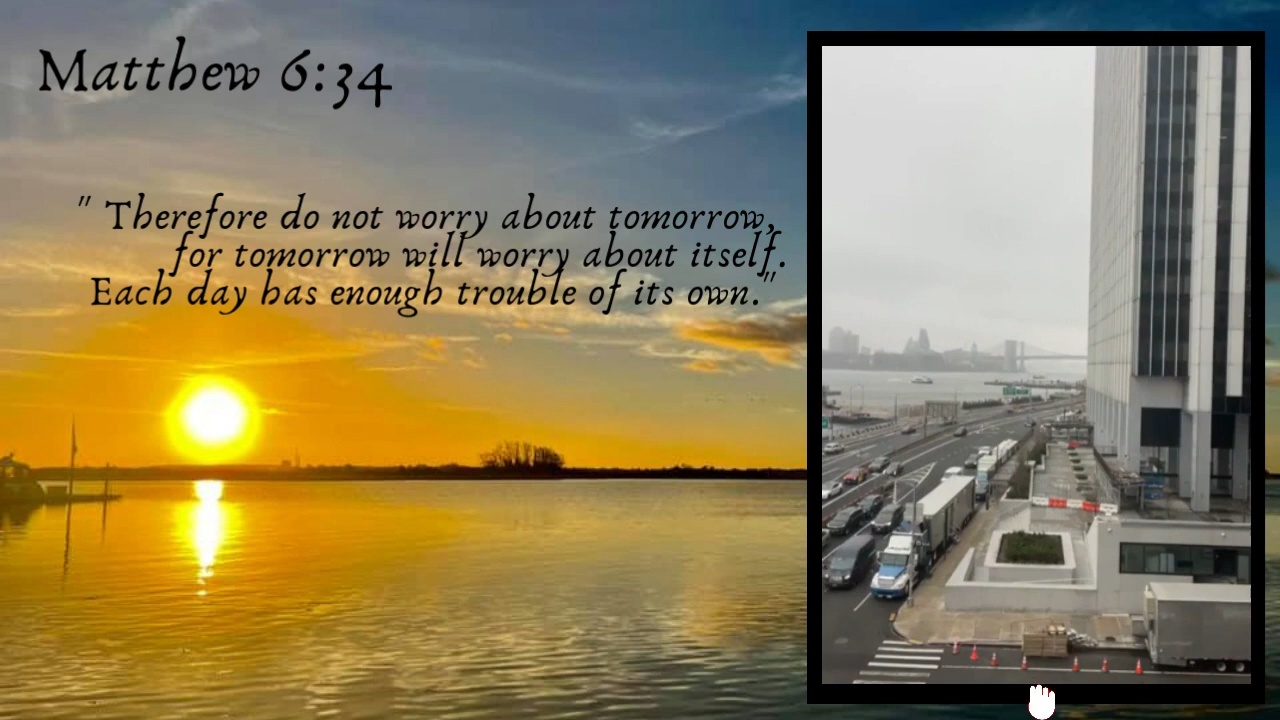 Matthew 6:34
" Therefore do not worry about tomorrow,
for tomorrow will worry about itself.
Each day has enough trouble of its own."